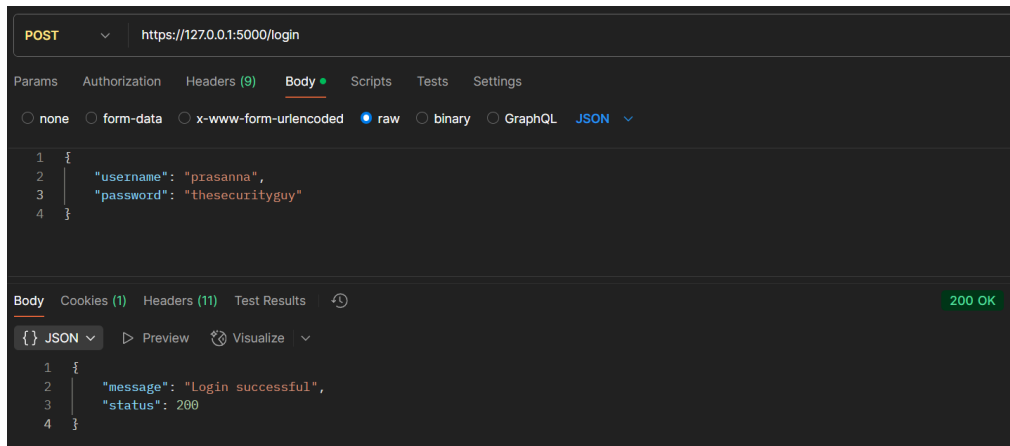 POST https://127.0.0.1:5000/login
Params Authorization Headers (9) Body Scripts Tests Settings
none form-data x-www-form-urlencoded raw binary GraphQL JSON
1 {
2 "username": "prasanna",
3 "password": "thesecurityguy"
4 }
Body Cookies (1) Headers (11) Test Results 200 OK
{} JSON Preview Visualize
1 {
2 "message": "Login successful",
3 "status": 200
4 }